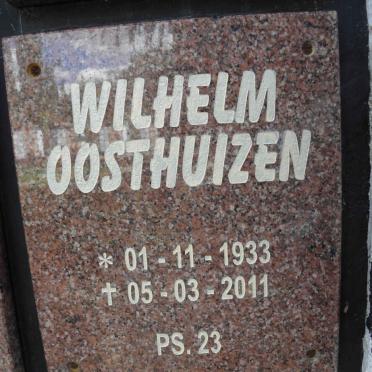 WILHELM
OOSTHUIZEN
* 01 - 11 - 1933
✝ 05 - 03 - 2011
PS. 23